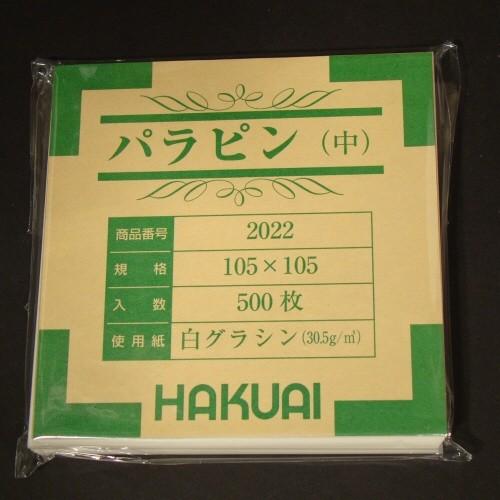 パラピン（中）
商品番号 2022
規格 105×105
入数 500枚
使用紙 白グラシン(30.5g/㎡)
HAKUAI